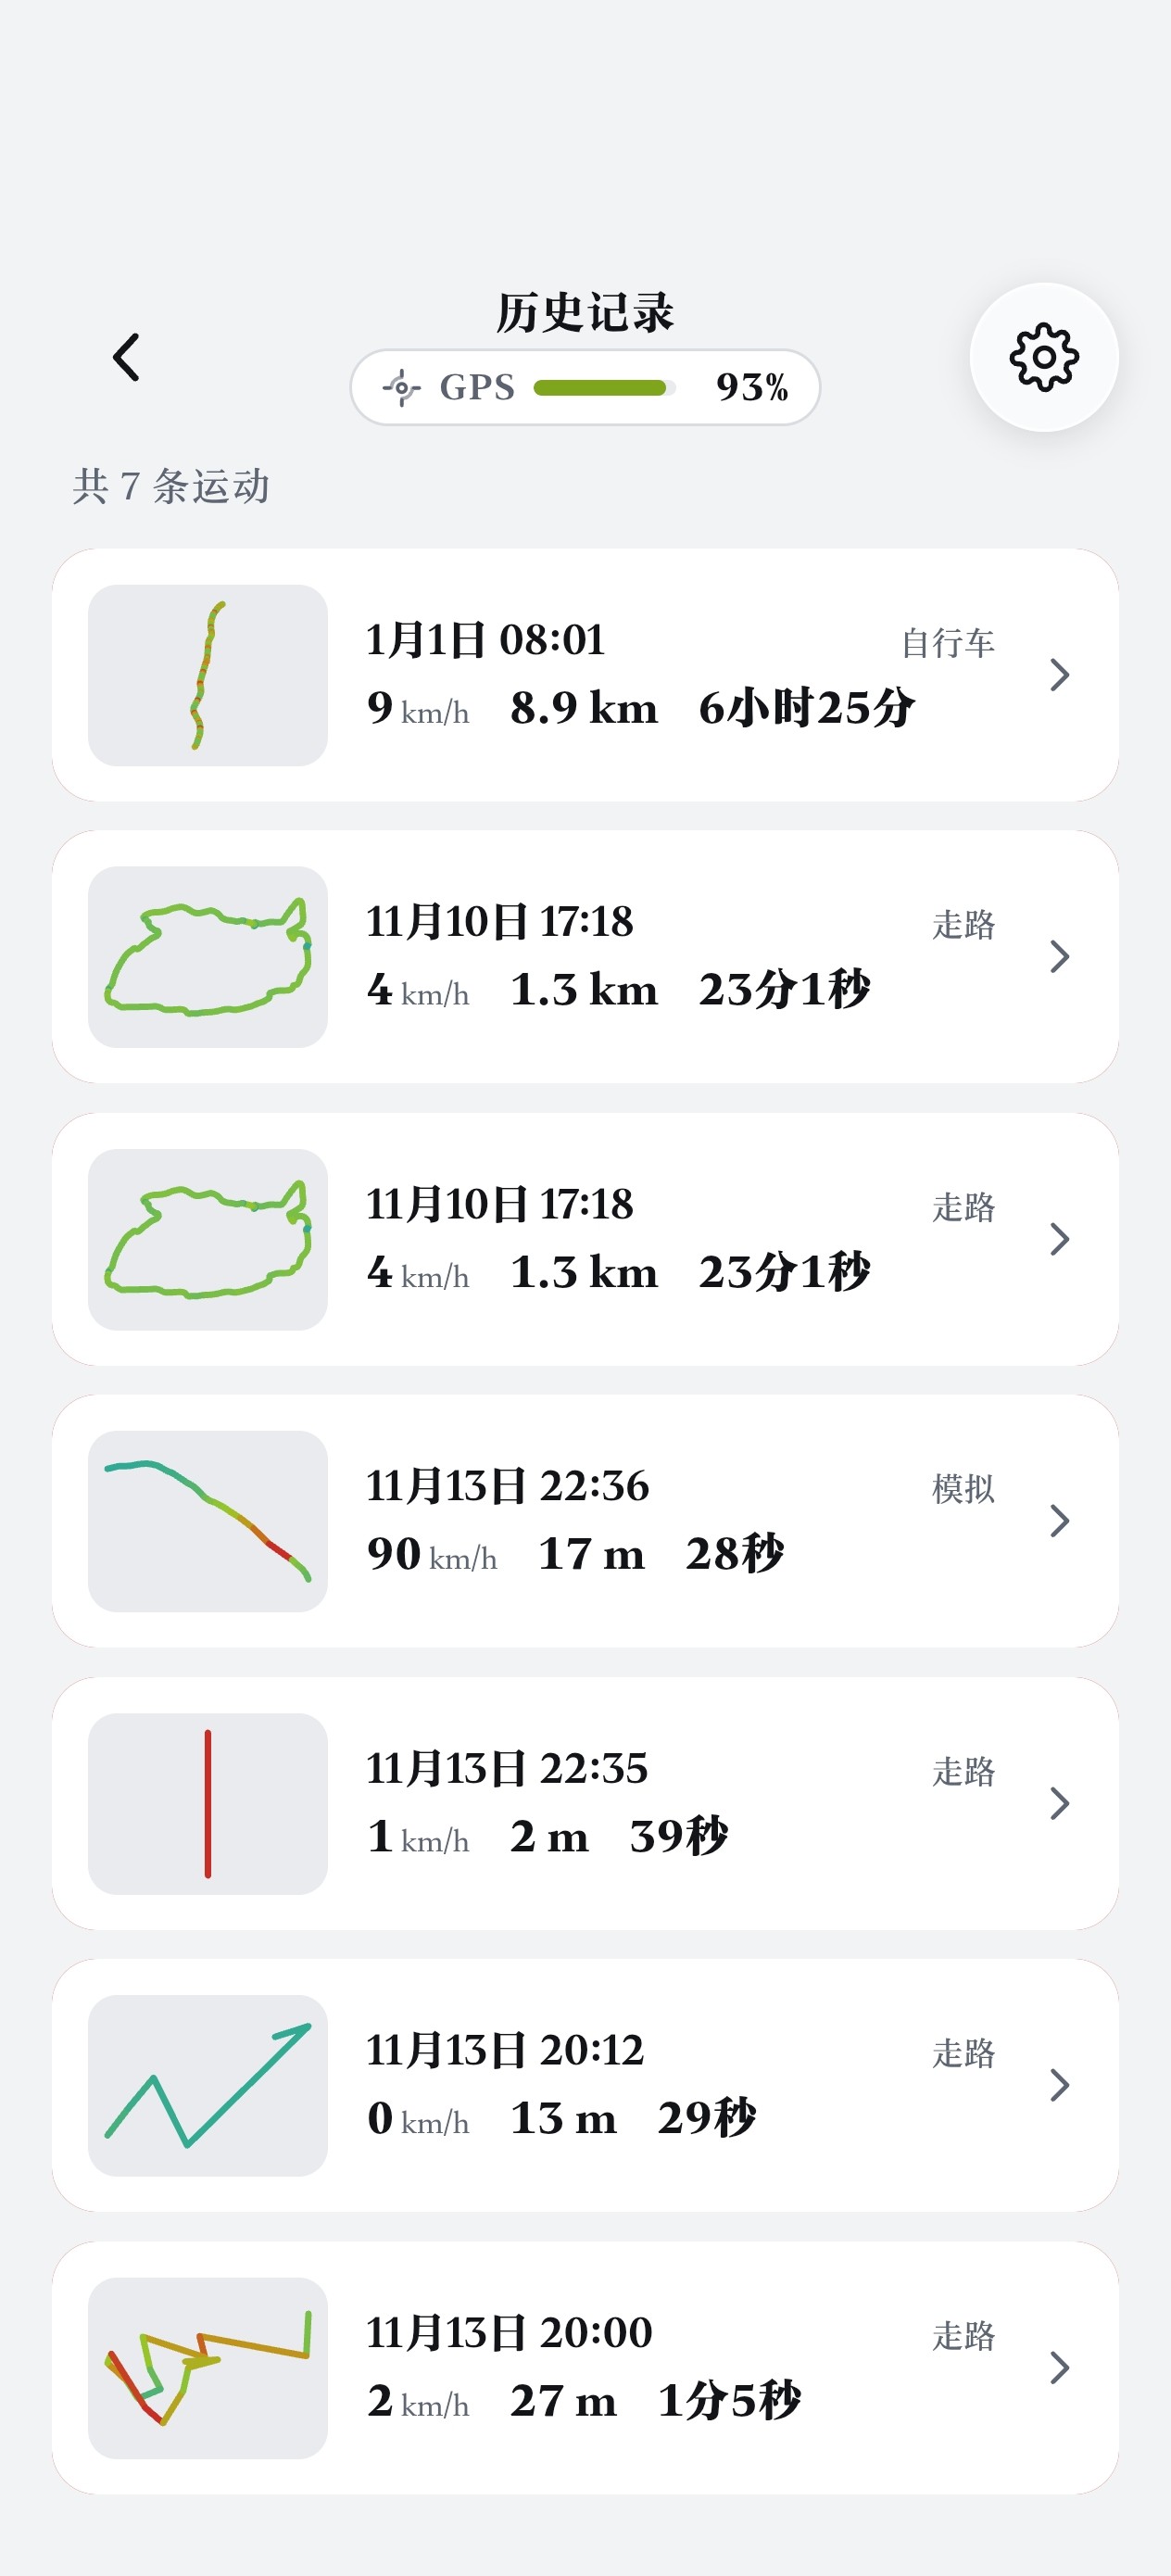 历史记录
GPS 93%
共 7 条运动
1月1日 08:01 自行车
9 km/h 8.9 km 6小时25分
11月10日 17:18 走路
4 km/h 1.3 km 23分1秒
11月10日 17:18 走路
4 km/h 1.3 km 23分1秒
11月13日 22:36 模拟
90 km/h 17 m 28秒
11月13日 22:35 走路
1 km/h 2 m 39秒
11月13日 20:12 走路
0 km/h 13 m 29秒
11月13日 20:00 走路
2 km/h 27 m 1分5秒